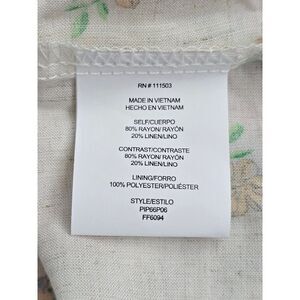 RN # 111503
MADE IN VIETNAM
HECHO EN VIETNAM
SELF/CUERPO
80% RAYON/ RAYÓN
20% LINEN/LINO
CONTRAST/CONTRASTE
80% RAYON/ RAYÓN
20% LINEN/LINO
LINING/FORRO
100% POLYESTER/POLIÉSTER
STYLE/ESTILO
PIP66P06
FF6094